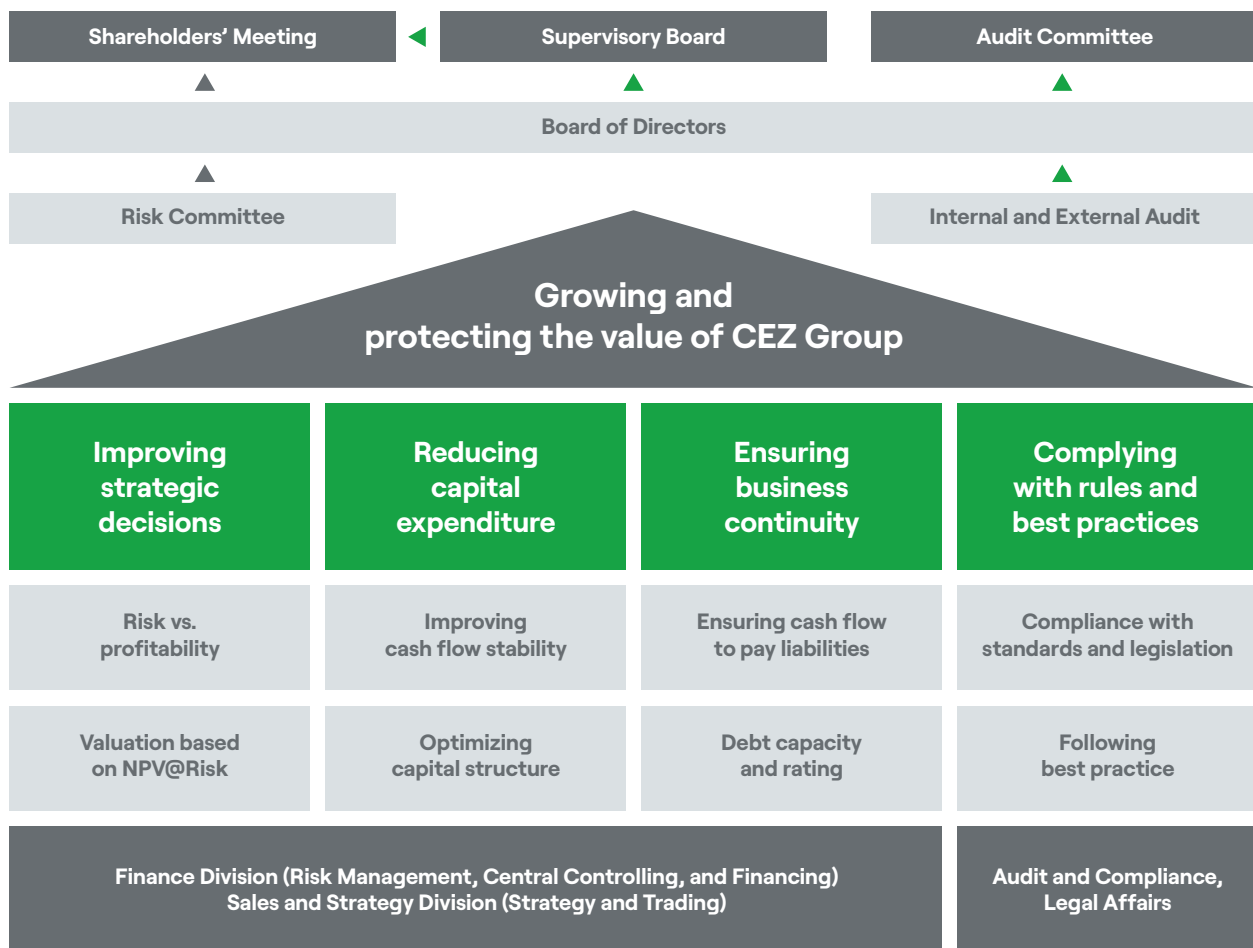 Shareholders’ Meeting
Supervisory Board
Audit Committee
Board of Directors
Risk Committee
Internal and External Audit
Growing and
protecting the value of CEZ Group
Improving
strategic
decisions
Reducing
capital
expenditure
Ensuring
business
continuity
Complying
with rules and
best practices
Risk vs.
profitability
Improving
cash flow stability
Ensuring cash flow
to pay liabilities
Compliance with
standards and legislation
Valuation based
on NPV@Risk
Optimizing
capital structure
Debt capacity
and rating
Following
best practice
Finance Division (Risk Management, Central Controlling, and Financing)
Sales and Strategy Division (Strategy and Trading)
Audit and Compliance,
Legal Affairs